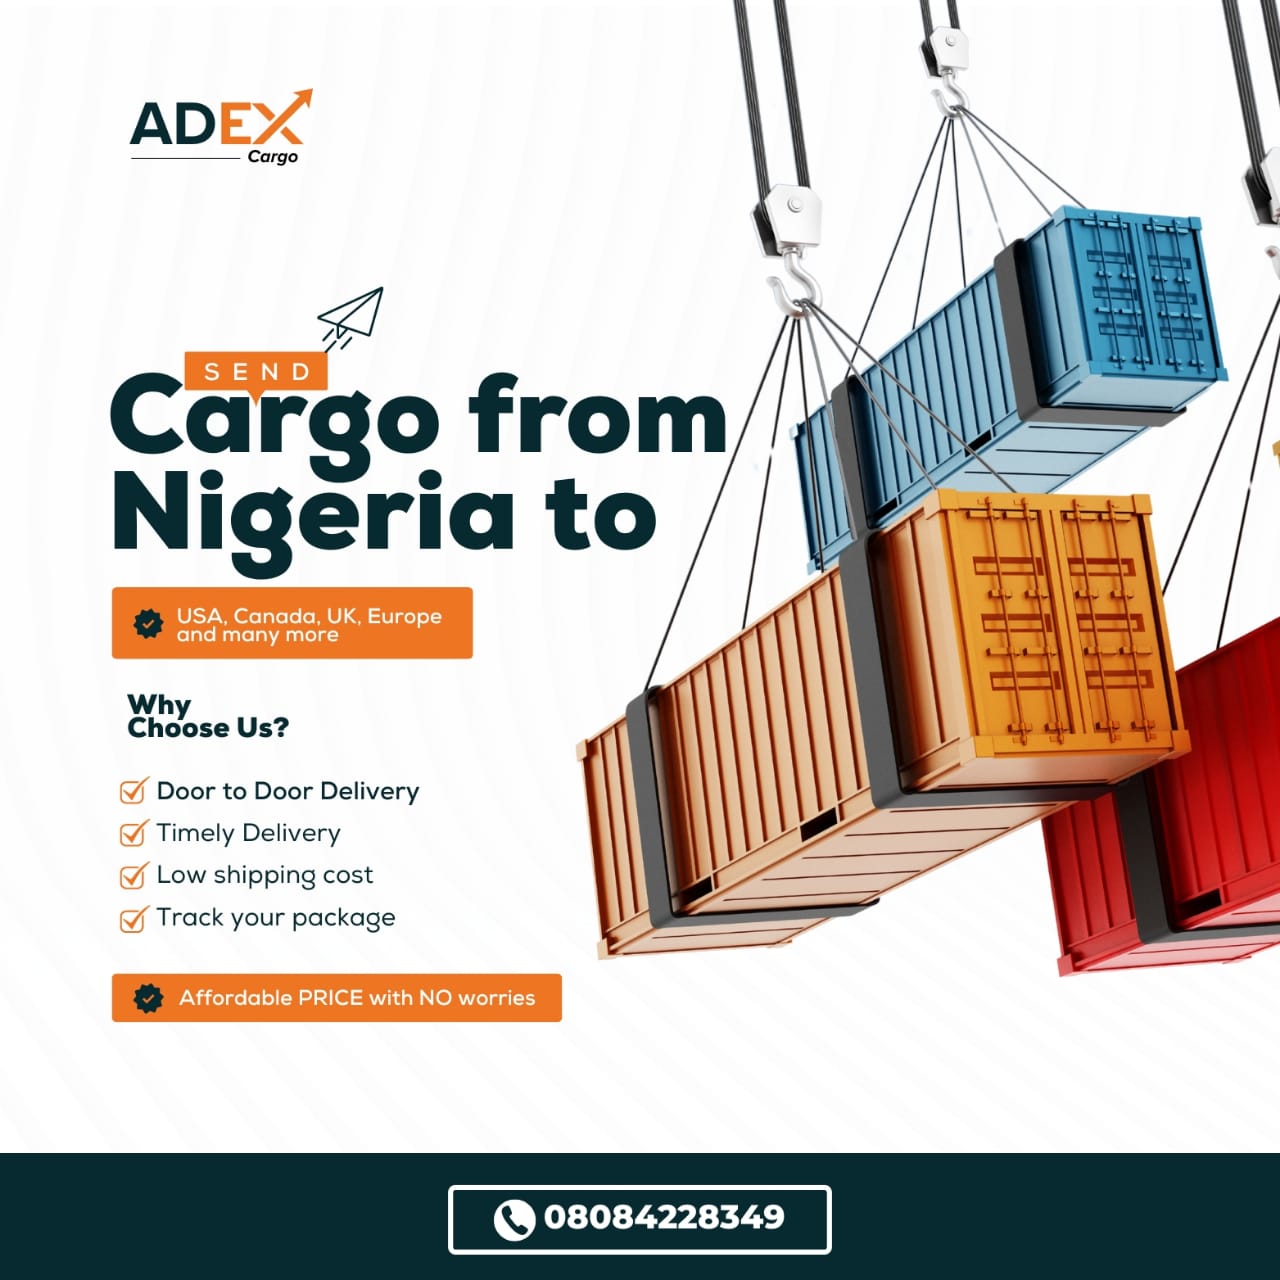 ADEX
Cargo
SEND
Cargo from
Nigeria to
USA, Canada, UK, Europe
and many more
Why
Choose Us?
Door to Door Delivery
Timely Delivery
Low shipping cost
Track your package
Affordable PRICE with NO worries
08084228349